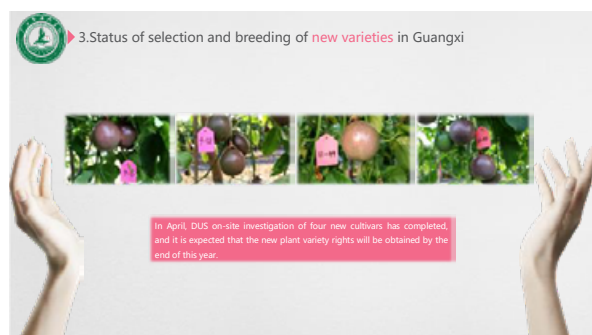 3.Status of selection and breeding of new varieties in Guangxi
In April, DUS on-site investigation of four new cultivars has completed,
and it is expected that the new plant variety rights will be obtained by the
end of this year.